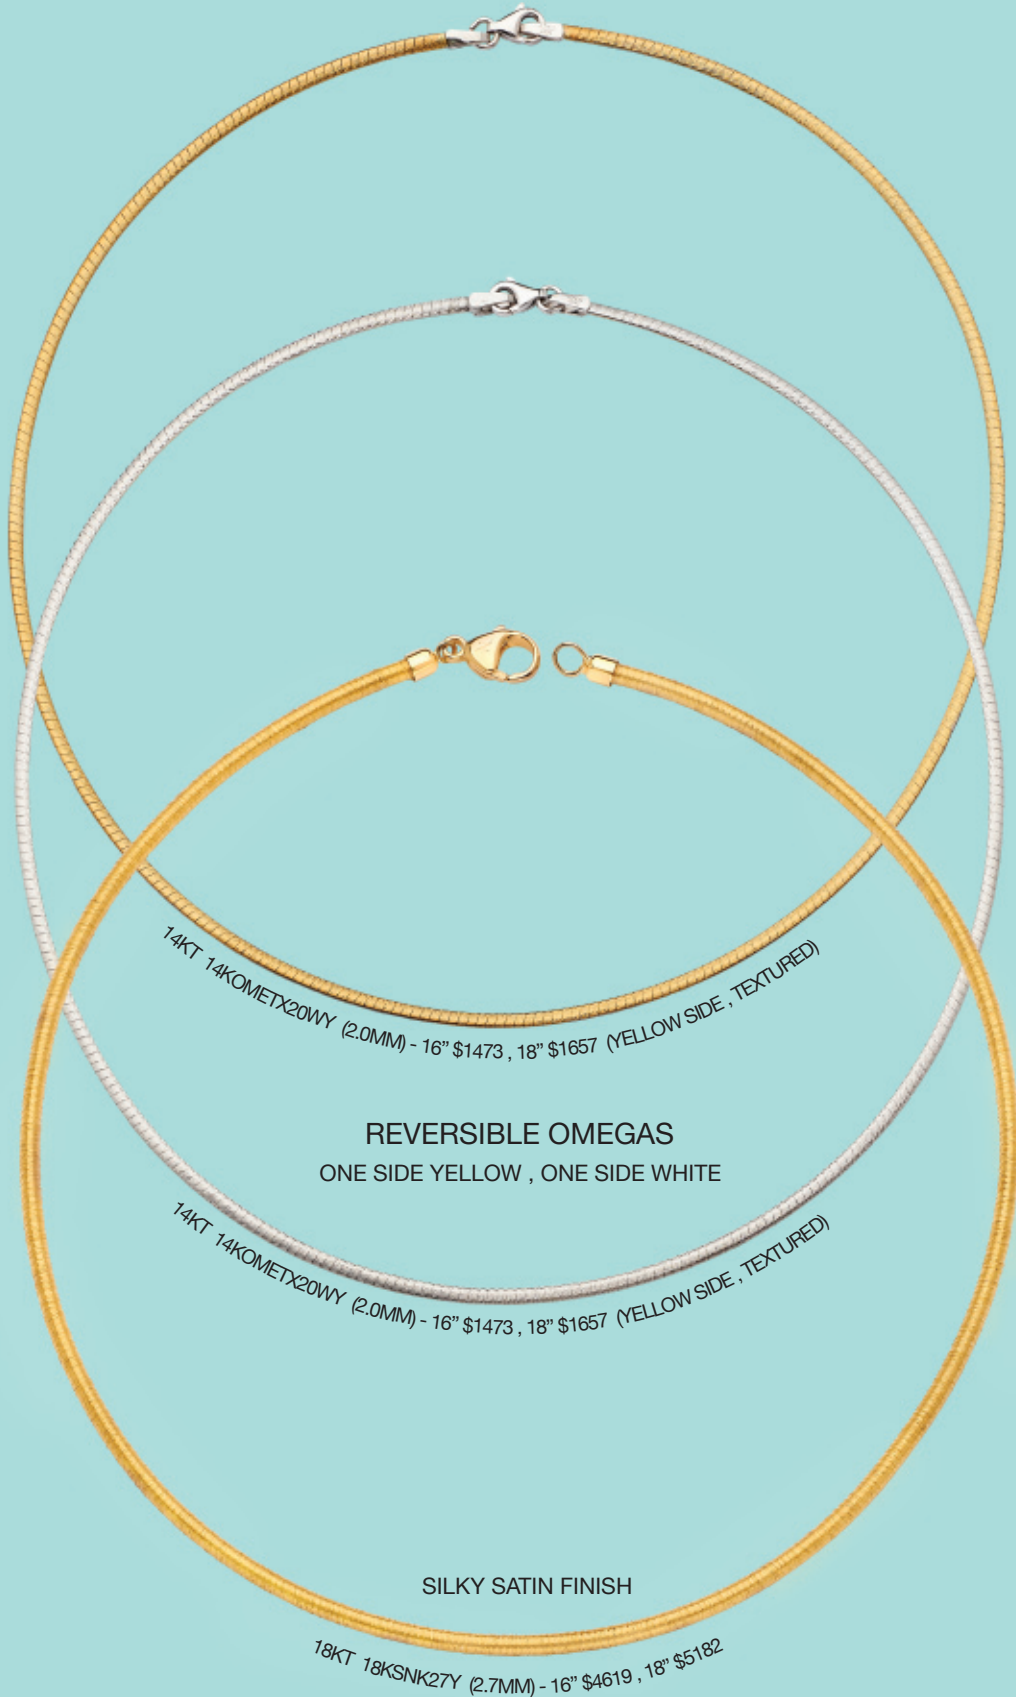 14KT 14KOMETX20WY (2.0MM) - 16” $1473 , 18” $1657 (YELLOW SIDE , TEXTURED)
REVERSIBLE OMEGAS
ONE SIDE YELLOW , ONE SIDE WHITE
14KT 14KOMETX20WY (2.0MM) - 16” $1473 , 18” $1657 (YELLOW SIDE , TEXTURED)
SILKY SATIN FINISH
18KT 18KSNK27Y (2.7MM) - 16” $4619 , 18” $5182